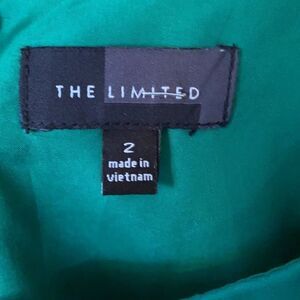 THE LIMITED
2
made in
vietnam